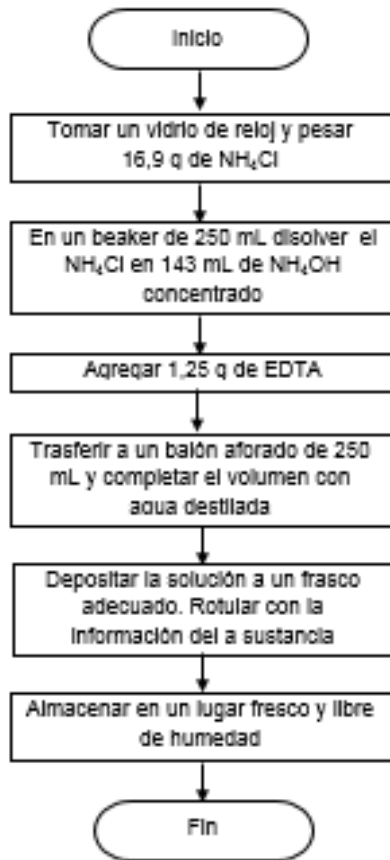 Inicio
Tomar un vidrio de reloj y pesar
16,9 g de NH₄Cl
En un beaker de 250 mL disolver el
NH₄Cl en 143 mL de NH₄OH
concentrado
Agregar 1,25 g de EDTA
Trasferir a un balón aforado de 250
mL y completar el volumen con
agua destilada
Depositar la solución a un frasco
adecuado. Rotular con la
información del a sustancia
Almacenar en un lugar fresco y libre
de humedad
Fin